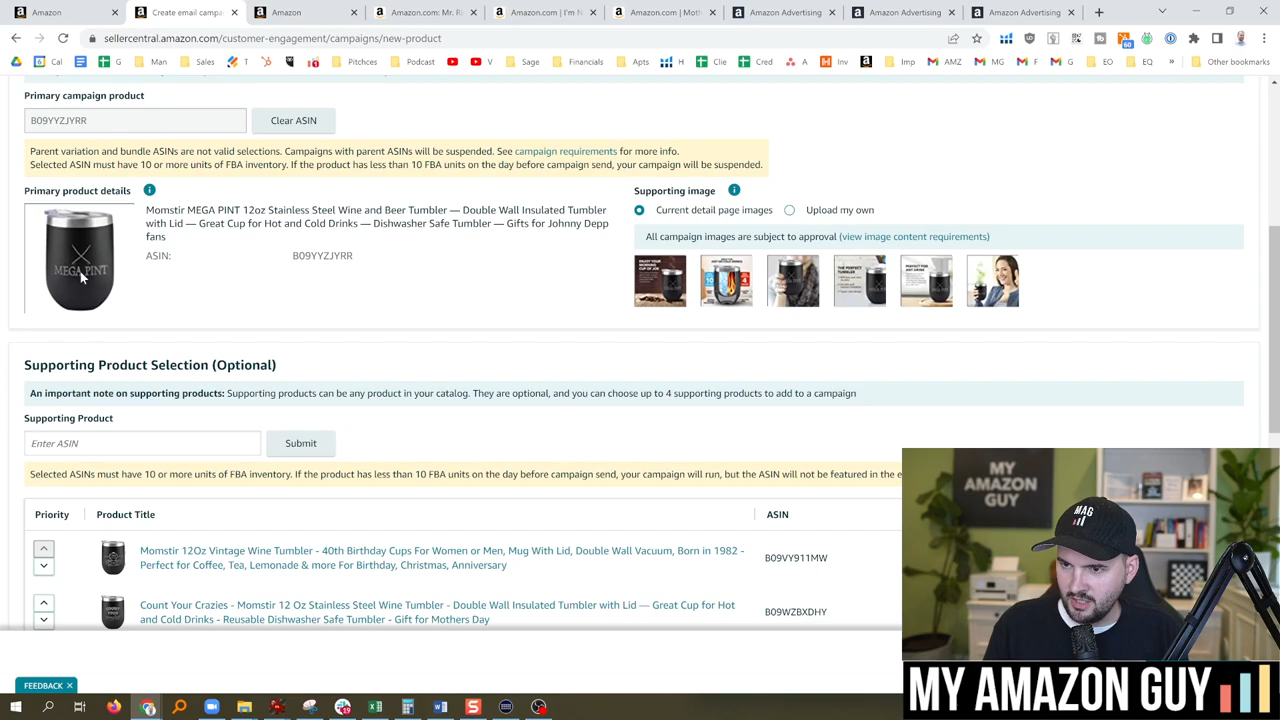 Amazon
Create email campa
Amazon
Amazon.com: Mr. R
Amazon.com | I'm N
Amazon.com | Moth
Amazon Advertising
Amazon Advertising
Amazon Advertising
sellercentral.amazon.com/customer-engagement/campaigns/new-product
Cal G Man Sales T Pitchces Podcast V Sage Financials Apts H Clie Cred A Inv Imp AMZ MG F G EO EQ » Other bookmarks
Primary campaign product
B09YYZJYRR
Clear ASIN
Parent variation and bundle ASINs are not valid selections. Campaigns with parent ASINs will be suspended. See campaign requirements for more info.
Selected ASIN must have 10 or more units of FBA inventory. If the product has less than 10 FBA units on the day before campaign send, your campaign will be suspended.
Primary product details
Supporting image
Momstir MEGA PINT 12oz Stainless Steel Wine and Beer Tumbler — Double Wall Insulated Tumbler
with Lid — Great Cup for Hot and Cold Drinks — Dishwasher Safe Tumbler — Gifts for Johnny Depp
fans
ASIN: B09YYZJYRR
MEGA PINT
Current detail page images
Upload my own
All campaign images are subject to approval (view image content requirements)
Supporting Product Selection (Optional)
An important note on supporting products: Supporting products can be any product in your catalog. They are optional, and you can choose up to 4 supporting products to add to a campaign
Supporting Product
Enter ASIN
Submit
Selected ASINs must have 10 or more units of FBA inventory. If the product has less than 10 FBA units on the day before campaign send, your campaign will run, but the ASIN will not be featured in the e
Priority
Product Title
ASIN
Momstir 12Oz Vintage Wine Tumbler - 40th Birthday Cups For Women or Men, Mug With Lid, Double Wall Vacuum, Born in 1982 -
Perfect for Coffee, Tea, Lemonade & more For Birthday, Christmas, Anniversary
B09VY911MW
Count Your Crazies - Momstir 12 Oz Stainless Steel Wine Tumbler - Double Wall Insulated Tumbler with Lid — Great Cup for Hot
and Cold Drinks - Reusable Dishwasher Safe Tumbler - Gift for Mothers Day
B09WZBXDHY
FEEDBACK
MY
AMAZON
GUY
MAG
MY AMAZON GUY